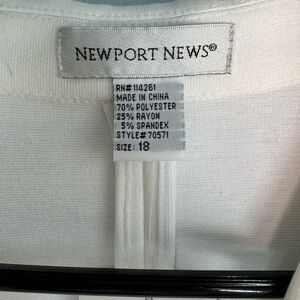 NEWPORT NEWS®
RN# 114261
MADE IN CHINA
70% POLYESTER
25% RAYON
5% SPANDEX
STYLE# 70571
SIZE: 18